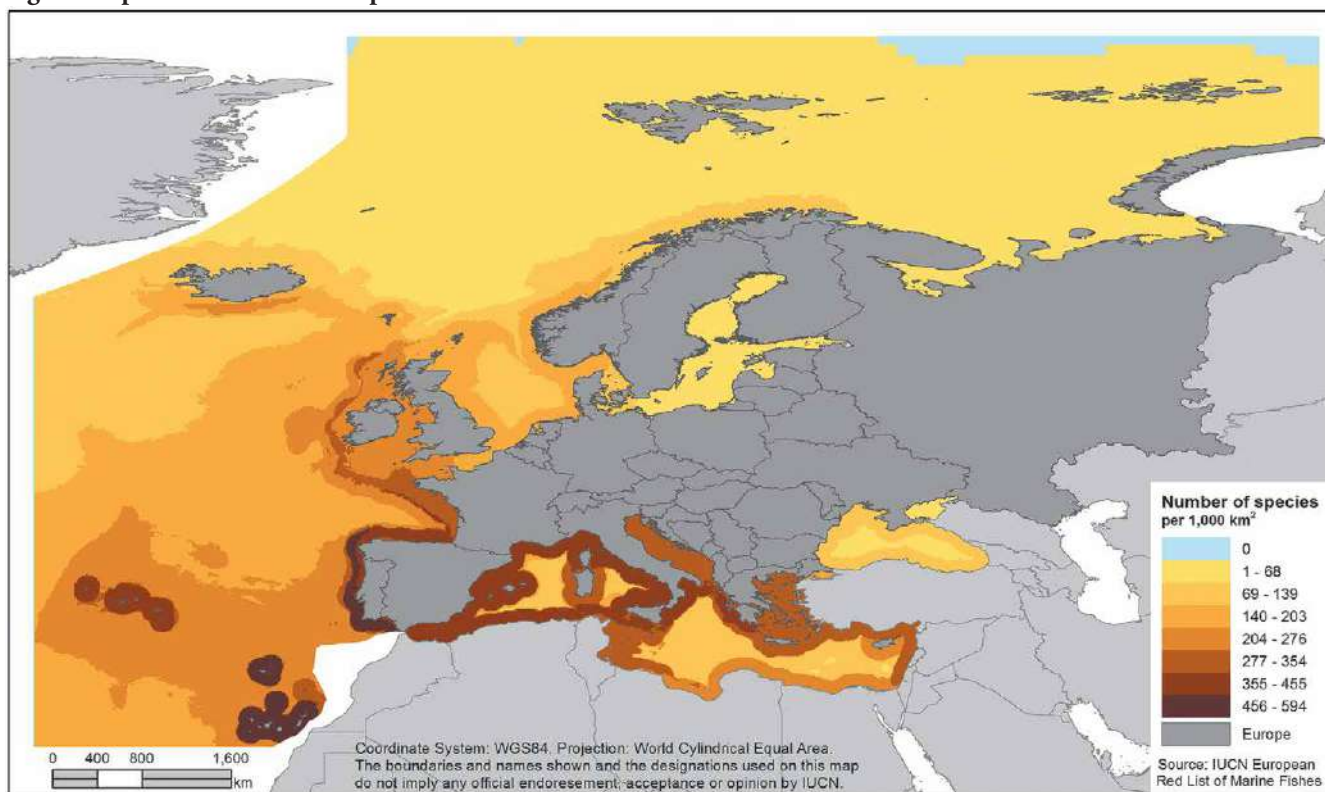 Number of species
per 1,000 km²
0
1 - 68
69 - 139
140 - 203
204 - 276
277 - 354
355 - 455
456 - 594
Europe
Source: IUCN European
Red List of Marine Fishes
0 400 800 1,600
km
Coordinate System: WGS84. Projection: World Cylindrical Equal Area.
The boundaries and names shown and the designations used on this map
do not imply any official endoresement, acceptance or opinion by IUCN.